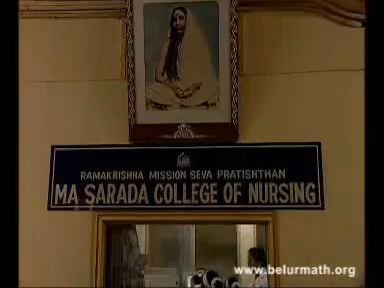 RAMAKRISHNA MISSION SEVA PRATISHTHAN
MA SARADA COLLEGE OF NURSING
www.belurmath.org